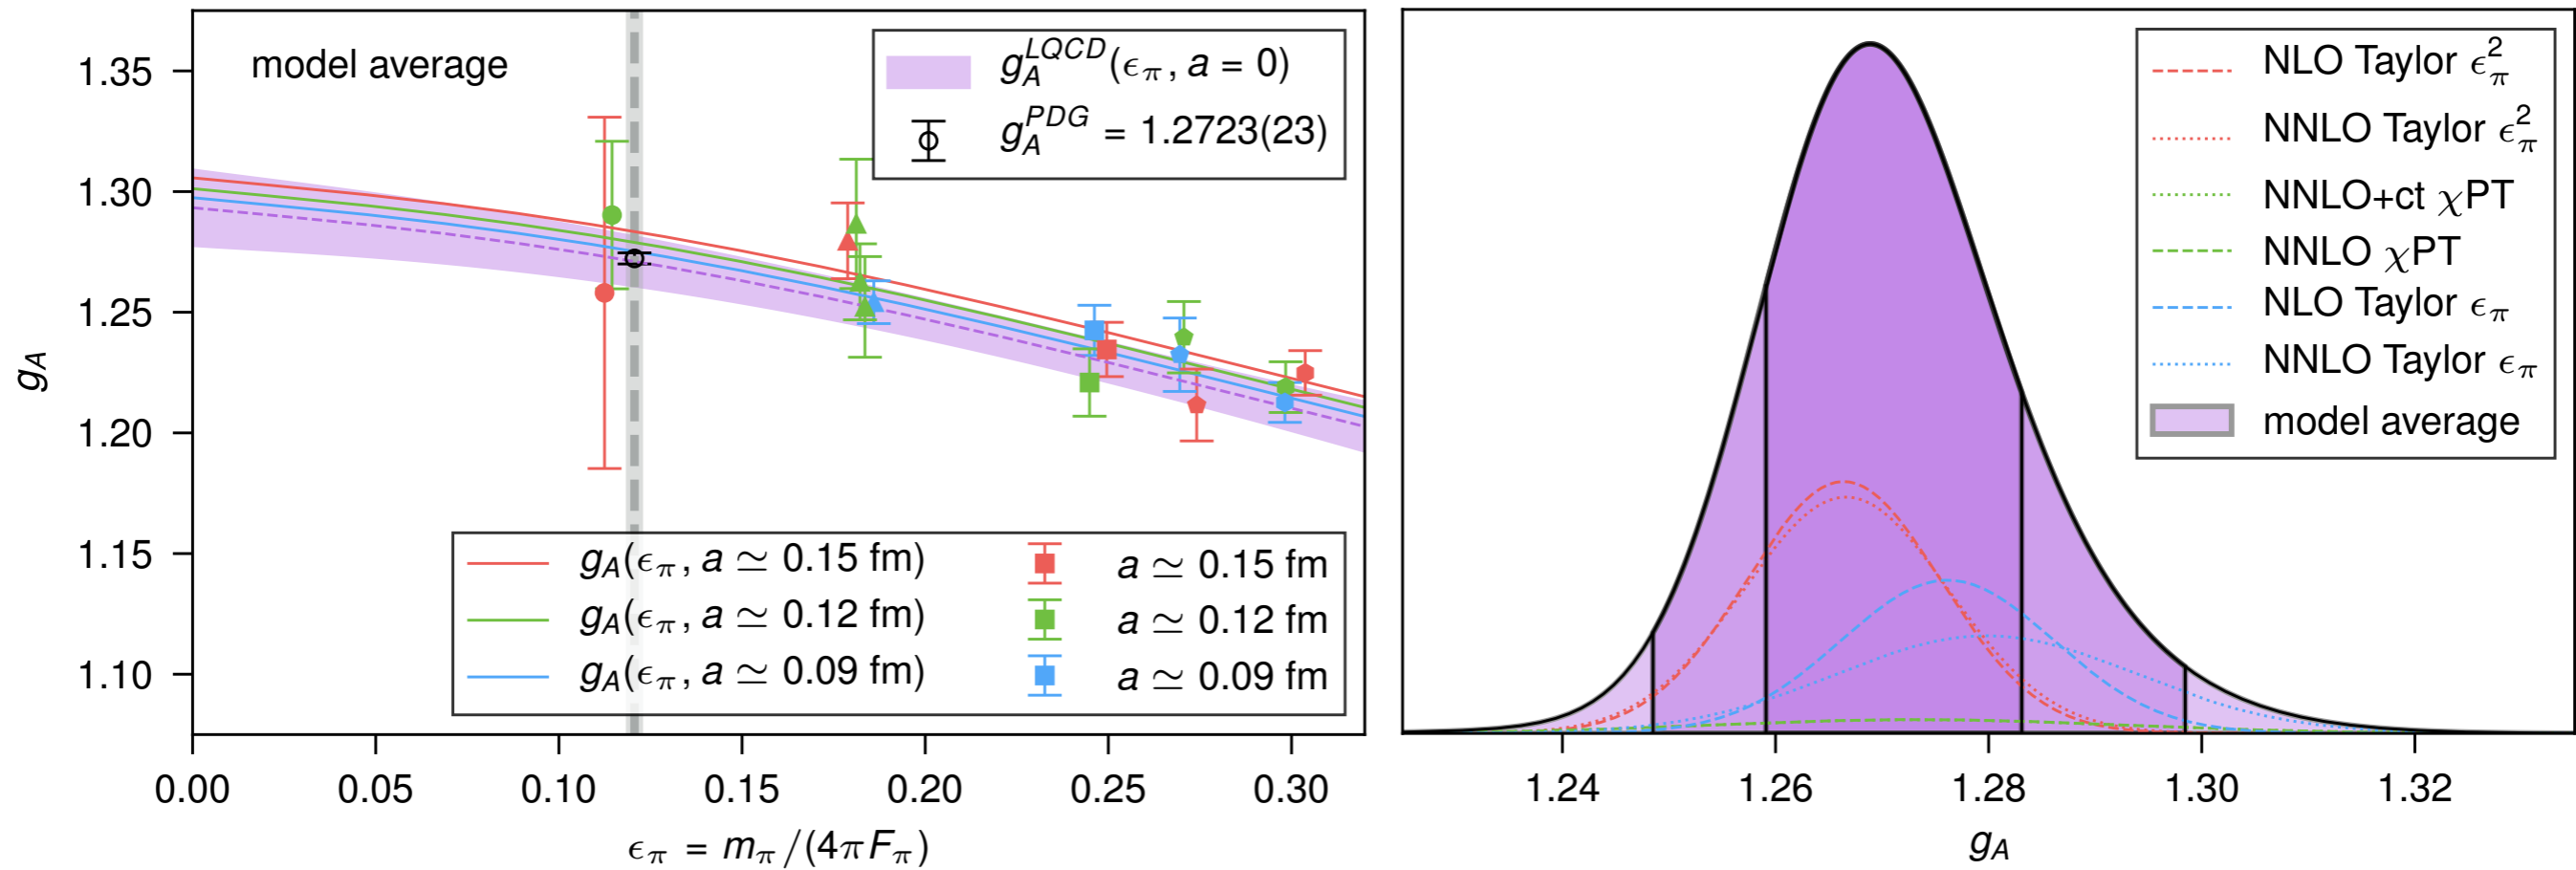 model average
g_A^{LQCD}(ϵ_π, a = 0)
g_A^{PDG} = 1.2723(23)
1.35
1.30
1.25
1.20
1.15
1.10
g_A
g_A(ϵ_π, a ≃ 0.15 fm)
a ≃ 0.15 fm
g_A(ϵ_π, a ≃ 0.12 fm)
a ≃ 0.12 fm
g_A(ϵ_π, a ≃ 0.09 fm)
a ≃ 0.09 fm
0.00 0.05 0.10 0.15 0.20 0.25 0.30
ϵ_π = m_π/(4πF_π)
NLO Taylor ϵ_π^2
NNLO Taylor ϵ_π^2
NNLO+ct χPT
NNLO χPT
NLO Taylor ϵ_π
NNLO Taylor ϵ_π
model average
1.24 1.26 1.28 1.30 1.32
g_A